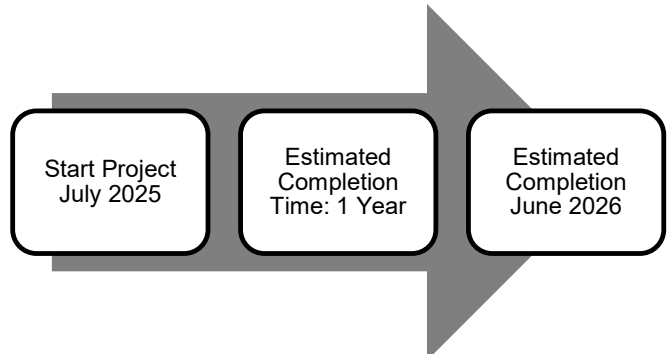 Start Project
July 2025
Estimated
Completion
Time: 1 Year
Estimated
Completion
June 2026